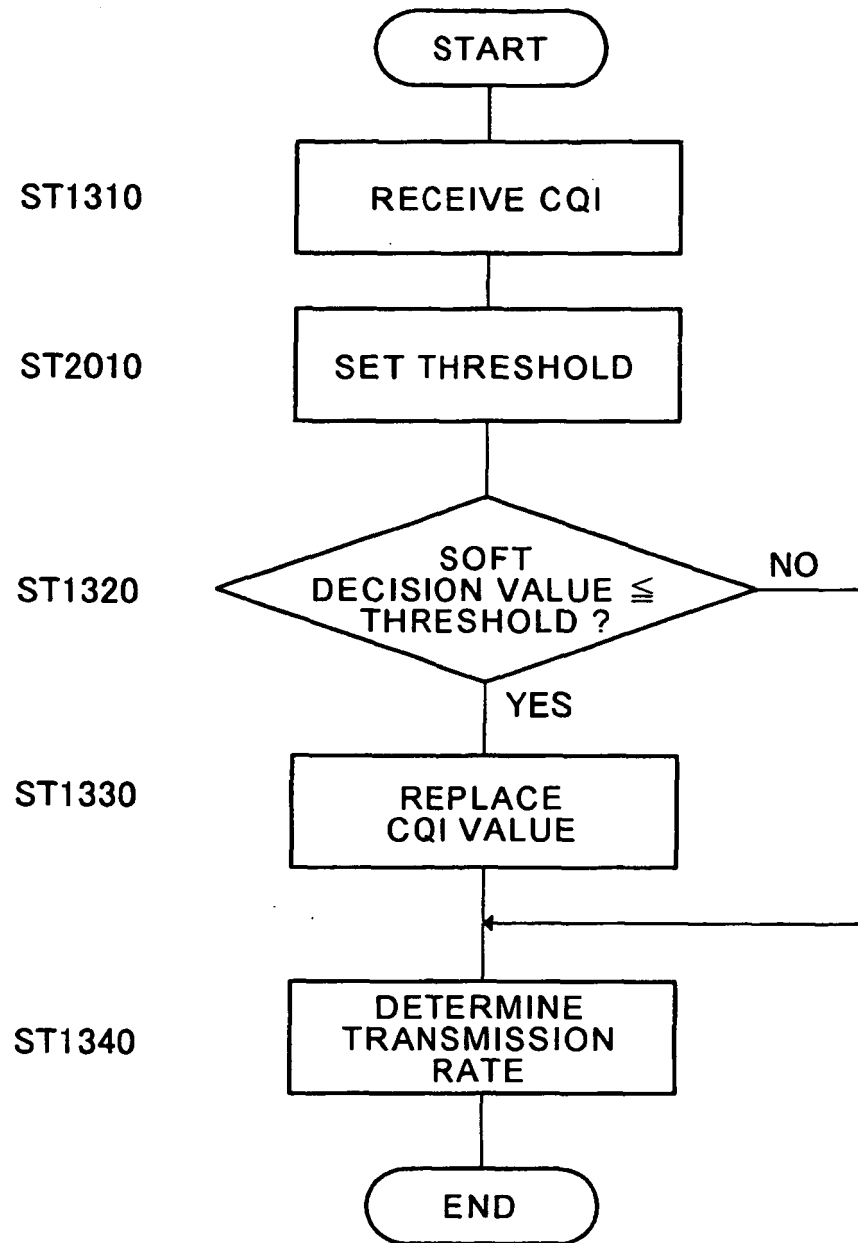 START
ST1310
RECEIVE CQI
ST2010
SET THRESHOLD
ST1320
SOFT
DECISION VALUE ≦
THRESHOLD ?
NO
YES
ST1330
REPLACE
CQI VALUE
ST1340
DETERMINE
TRANSMISSION
RATE
END